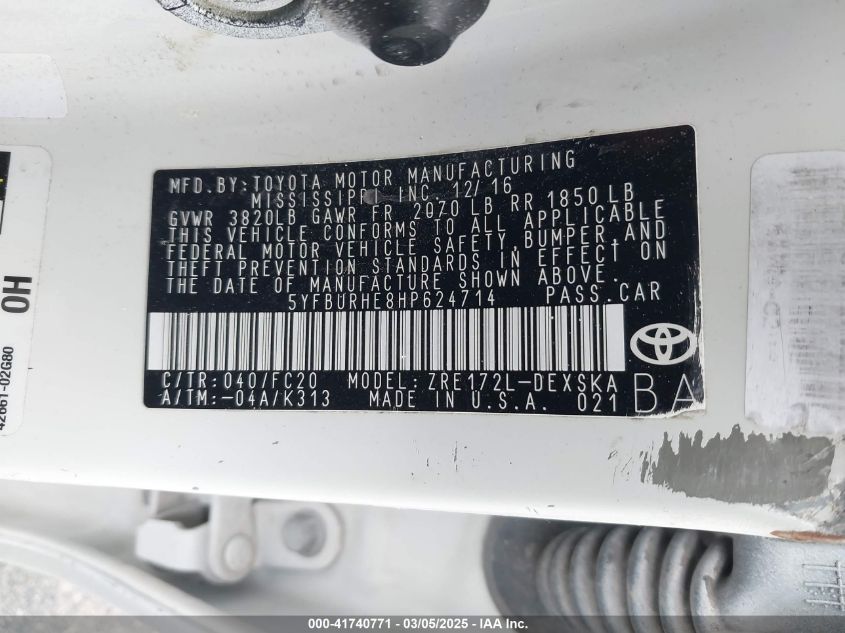 MFD. BY: TOYOTA MOTOR MANUFACTURING
MISSISSIPPI, INC. 12/16
GVWR 3820LB GAWR FR 2070 LB RR 1850 LB
THIS VEHICLE CONFORMS TO ALL APPLICABLE
FEDERAL MOTOR VEHICLE SAFETY, BUMPER, AND
THEFT PREVENTION STANDARDS IN EFFECT ON
THE DATE OF MANUFACTURE SHOWN ABOVE.
5YFBURHE8HP624714 PASS.CAR
C/TR: 040/FC20 MODEL: ZRE172L-DEXSKA
A/TM:-04A/K313 MADE IN U.S.A. 021 BA
OH
42661-02G80
000-41740771 - 03/05/2025 - IAA Inc.